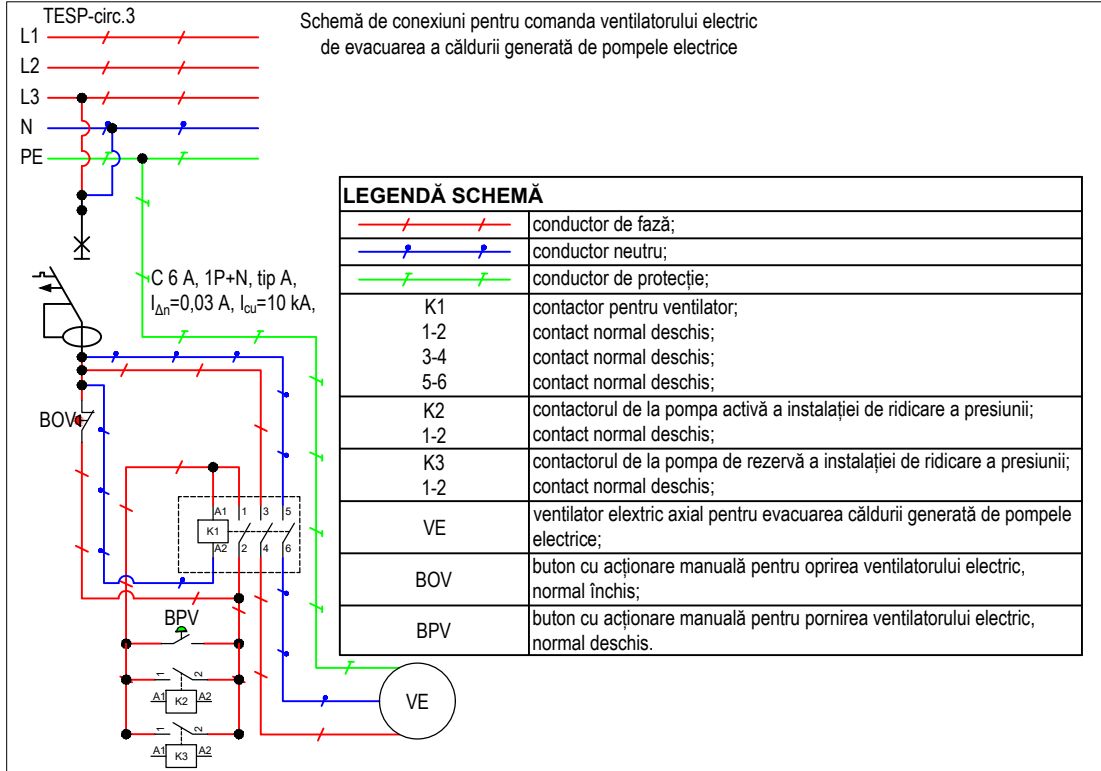 TESP-circ.3
Schemă de conexiuni pentru comanda ventilatorului electric
de evacuarea a căldurii generată de pompele electrice
L1
L2
L3
N
PE
C 6 A, 1P+N, tip A,
IΔn=0,03 A, Icu=10 kA,
BOV
A1 1 3 5
K1
A2 2 4 6
BPV
1 2
A1 K2 A2
1 2
A1 K3 A2
VE
LEGENDĂ SCHEMĂ
conductor de fază;
conductor neutru;
conductor de protecție;
K1 contactor pentru ventilator;
1-2 contact normal deschis;
3-4 contact normal deschis;
5-6 contact normal deschis;
K2 contactorul de la pompa activă a instalației de ridicare a presiunii;
1-2 contact normal deschis;
K3 contactorul de la pompa de rezervă a instalației de ridicare a presiunii;
1-2 contact normal deschis;
VE ventilator elextric axial pentru evacuarea căldurii generată de pompele
electrice;
BOV buton cu acționare manuală pentru oprirea ventilatorului electric,
normal închis;
BPV buton cu acționare manuală pentru pornirea ventilatorului electric,
normal deschis.